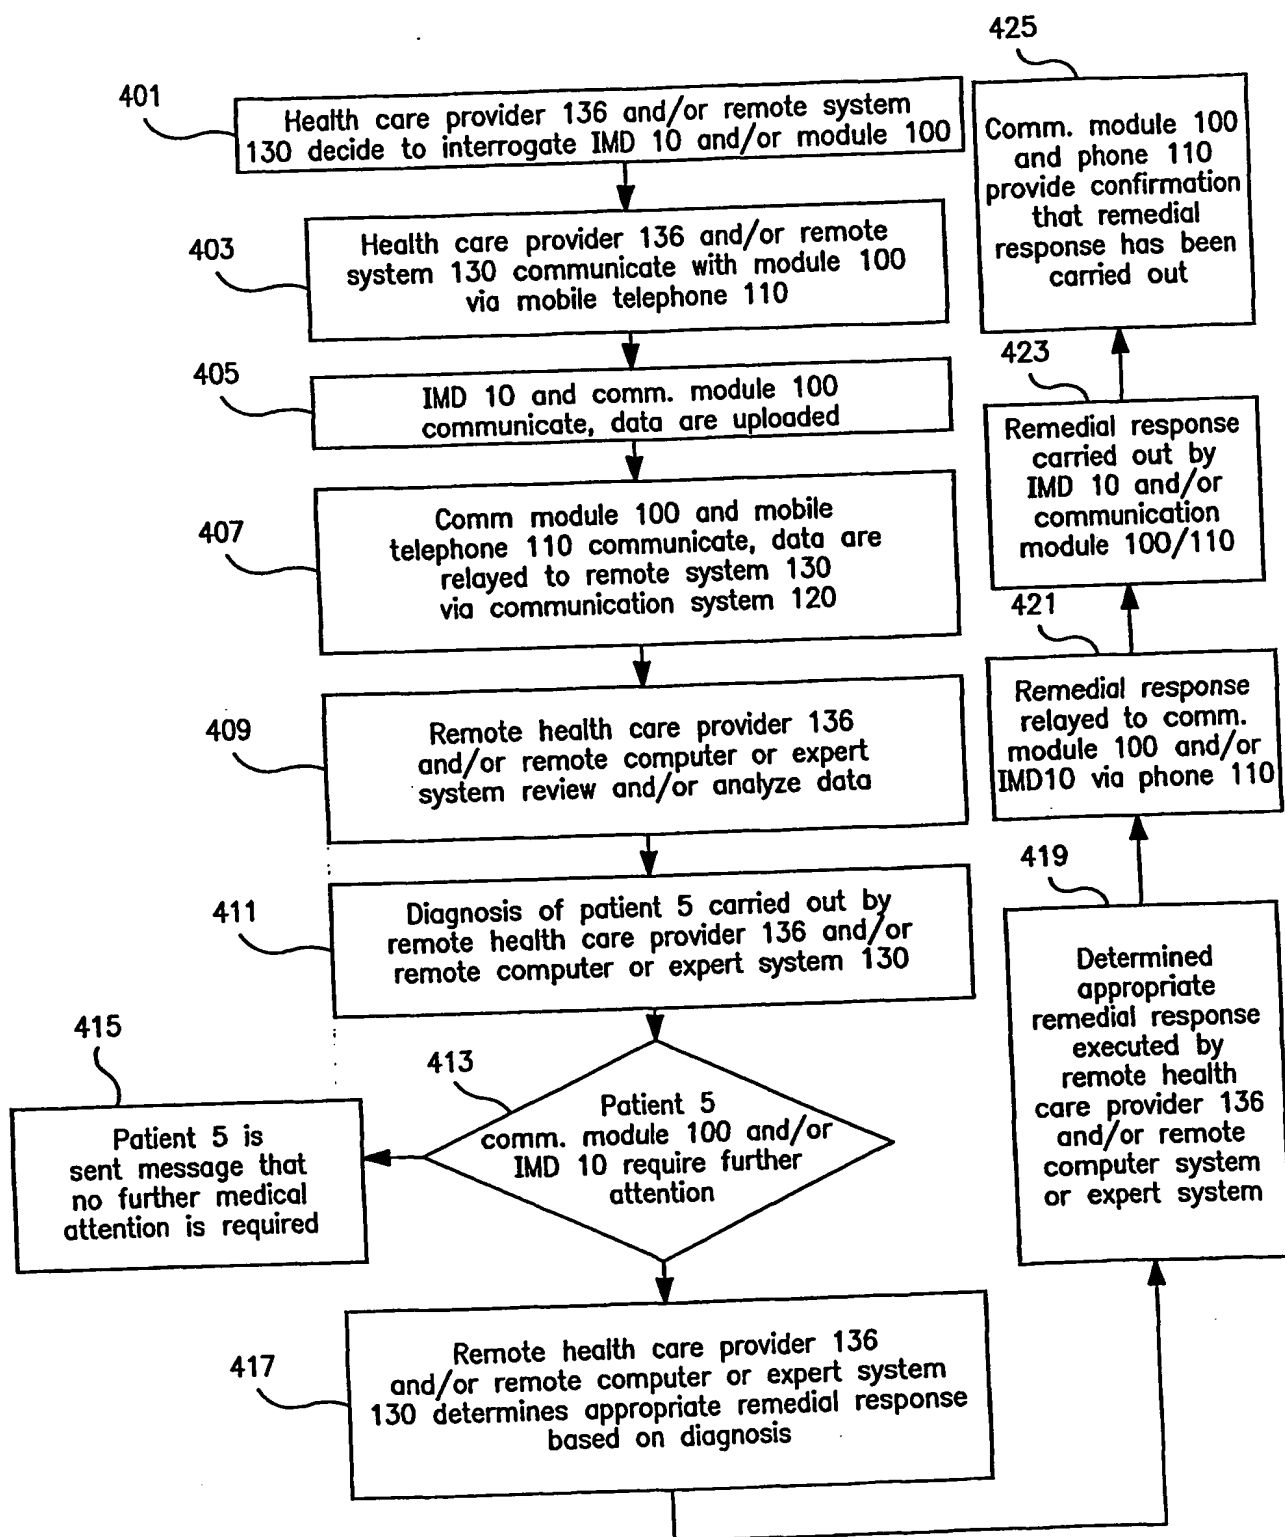 401
Health care provider 136 and/or remote system
130 decide to interrogate IMD 10 and/or module 100
403
Health care provider 136 and/or remote
system 130 communicate with module 100
via mobile telephone 110
405
IMD 10 and comm. module 100
communicate, data are uploaded
407
Comm module 100 and mobile
telephone 110 communicate, data are
relayed to remote system 130
via communication system 120
409
Remote health care provider 136
and/or remote computer or expert
system review and/or analyze data
411
Diagnosis of patient 5 carried out by
remote health care provider 136 and/or
remote computer or expert system 130
413
Patient 5
comm. module 100 and/or
IMD 10 require further
attention
415
Patient 5 is
sent message that
no further medical
attention is required
417
Remote health care provider 136
and/or remote computer or expert system
130 determines appropriate remedial response
based on diagnosis
419
Determined
appropriate
remedial response
executed by
remote health
care provider 136
and/or remote
computer system
or expert system
421
Remedial response
relayed to comm.
module 100 and/or
IMD10 via phone 110
423
Remedial response
carried out by
IMD 10 and/or
communication
module 100/110
425
Comm. module 100
and phone 110
provide confirmation
that remedial
response has been
carried out